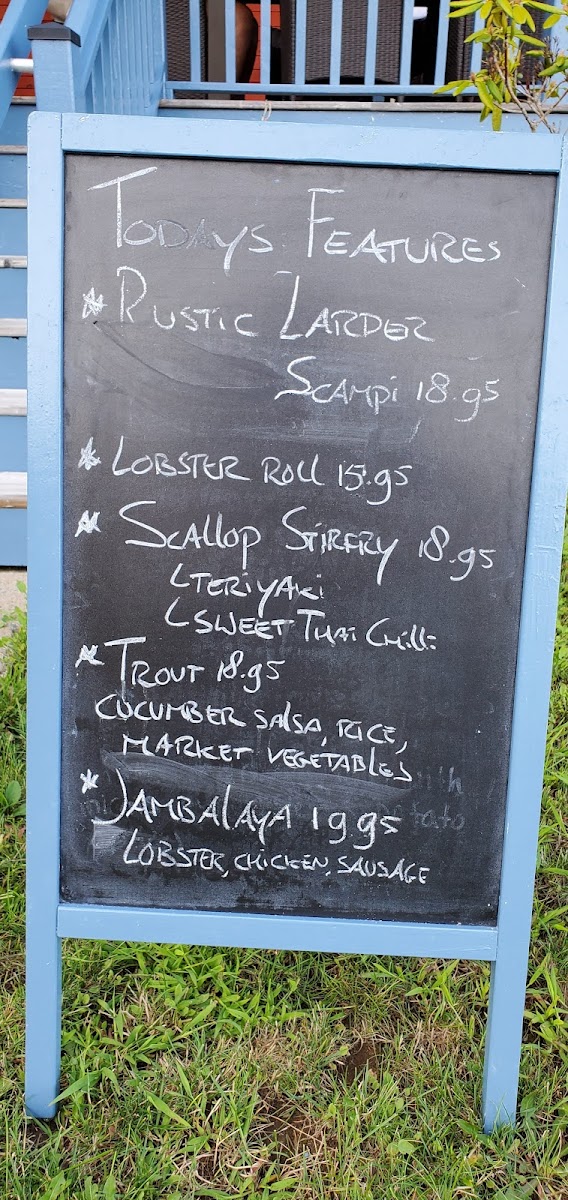 TODAYS FEATURES
* RUSTIC LARDER
SCAMPI 18.95
* LOBSTER ROLL 15.95
* SCALLOP STIRFRY 18.95
TERIYAKI
SWEET THAI CHILLI
* TROUT 18.95
CUCUMBER SALSA, RICE,
MARKET VEGETABLES
* JAMBALAYA 19.95
LOBSTER, CHICKEN, SAUSAGE